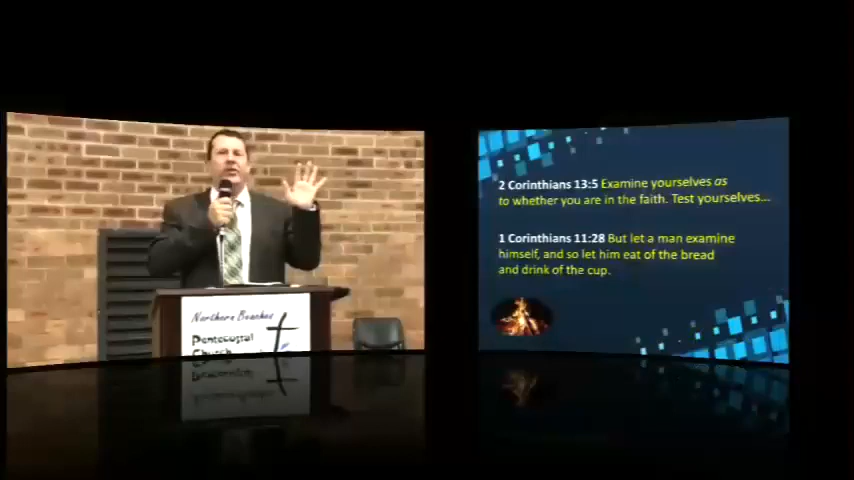 Northern Beaches
Pentecostal
Church
2 Corinthians 13:5 Examine yourselves as
to whether you are in the faith. Test yourselves...
1 Corinthians 11:28 But let a man examine
himself, and so let him eat of the bread
and drink of the cup.